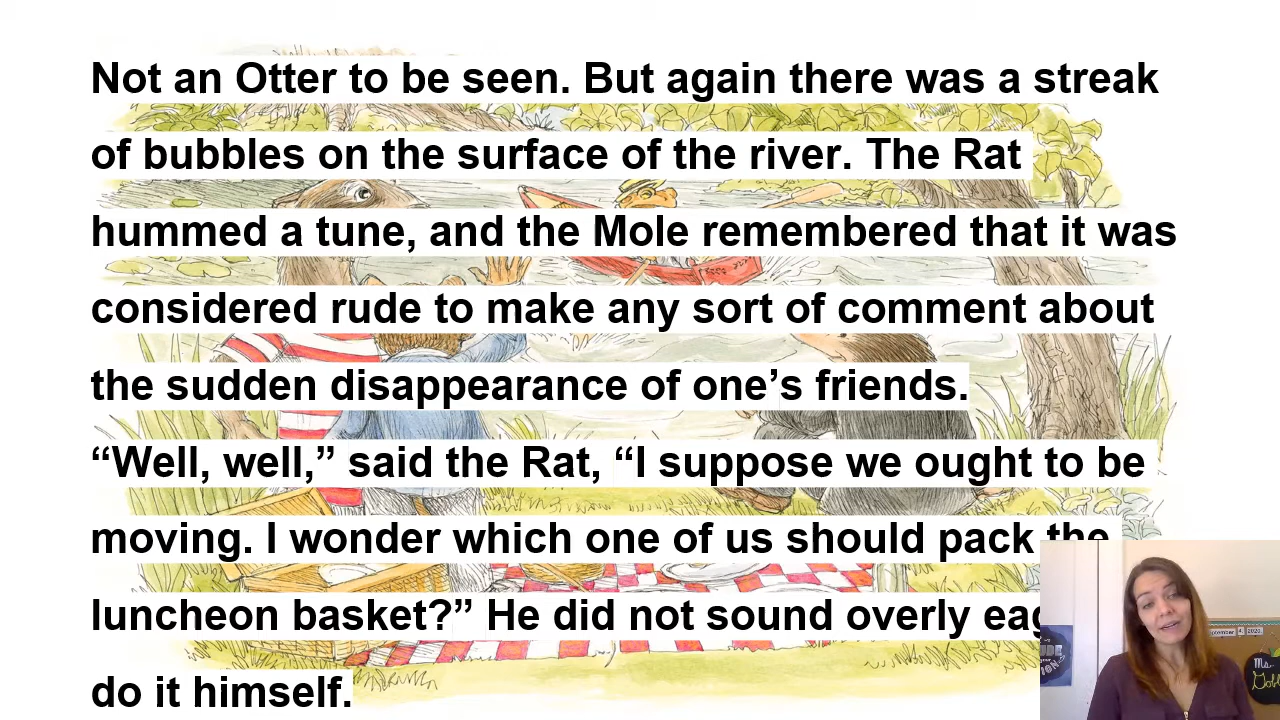 Not an Otter to be seen. But again there was a streak
of bubbles on the surface of the river. The Rat
hummed a tune, and the Mole remembered that it was
considered rude to make any sort of comment about
the sudden disappearance of one’s friends.
“Well, well,” said the Rat, “I suppose we ought to be
moving. I wonder which one of us should pack the
luncheon basket?” He did not sound overly
do it himself.
2020
Ms.